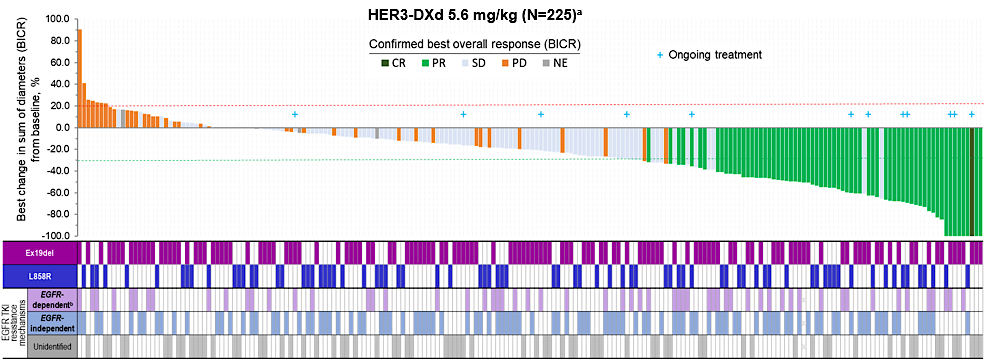 HER3-DXd 5.6 mg/kg (N=225)ᵃ
Confirmed best overall response (BICR)
CR PR SD PD NE
+ Ongoing treatment
Best change in sum of diameters (BICR)
from baseline, %
100.0
80.0
60.0
40.0
20.0
0.0
-20.0
-40.0
-60.0
-80.0
-100.0
Ex19del
L858R
EGFR TKI
resistance
mechanisms
EGFR-
dependentᵇ
EGFR-
independent
Unidentified